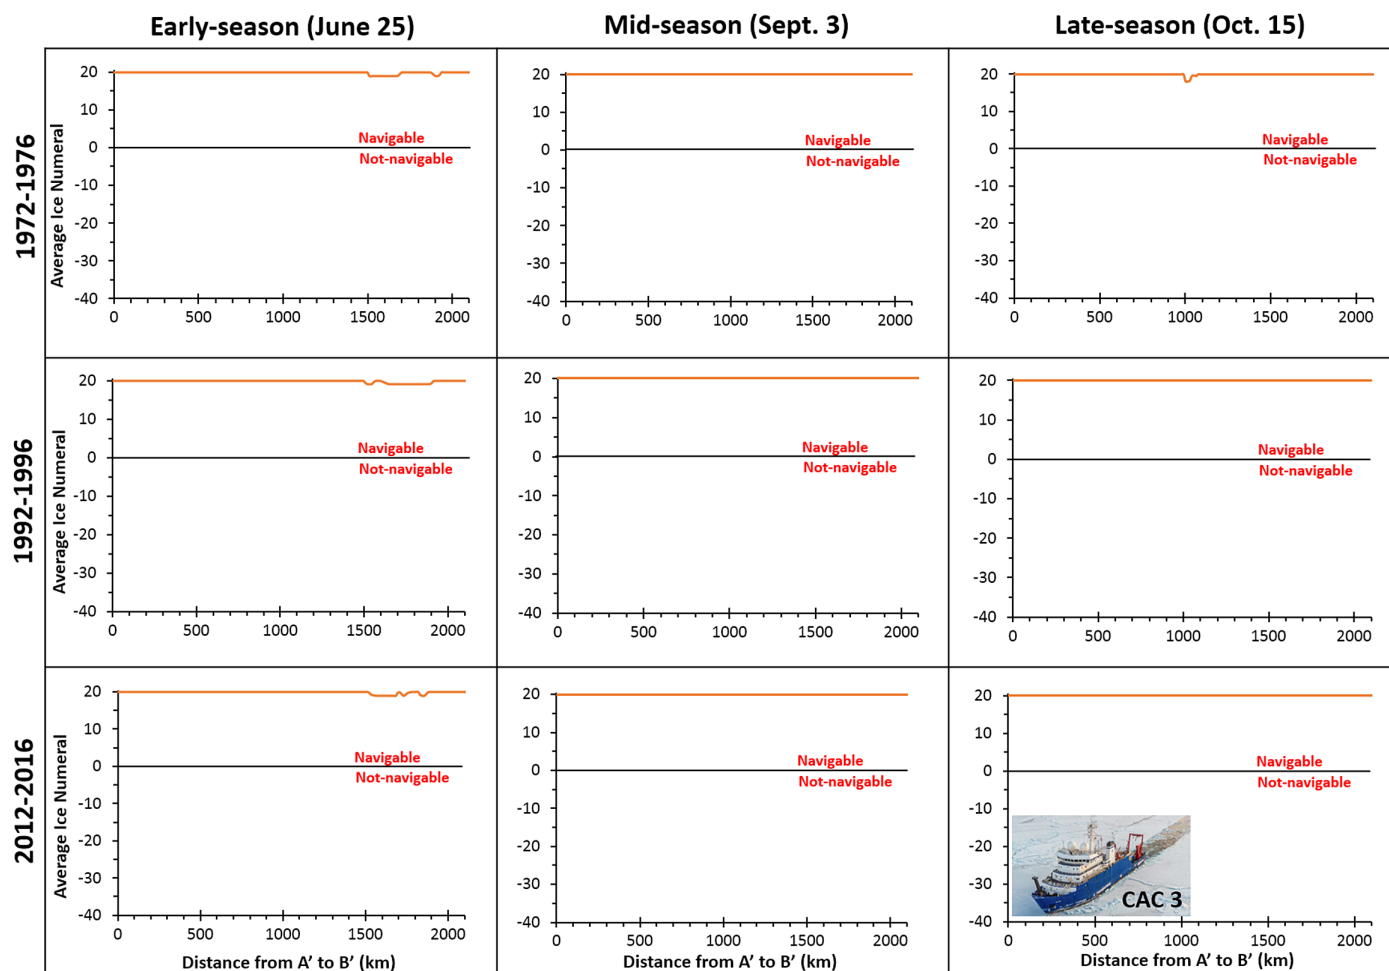 Early-season (June 25)
Mid-season (Sept. 3)
Late-season (Oct. 15)
1972-1976
Average Ice Numeral
20
10
0
-10
-20
-30
-40
Navigable
Not-navigable
0 500 1000 1500 2000
20
10
0
-10
-20
-30
-40
Navigable
Not-navigable
0 500 1000 1500 2000
20
10
0
-10
-20
-30
-40
Navigable
Not-navigable
0 500 1000 1500 2000
1992-1996
Average Ice Numeral
20
10
0
-10
-20
-30
-40
Navigable
Not-navigable
0 500 1000 1500 2000
20
10
0
-10
-20
-30
-40
Navigable
Not-navigable
0 500 1000 1500 2000
20
10
0
-10
-20
-30
-40
Navigable
Not-navigable
0 500 1000 1500 2000
2012-2016
Average Ice Numeral
20
10
0
-10
-20
-30
-40
Navigable
Not-navigable
0 500 1000 1500 2000
Distance from A’ to B’ (km)
20
10
0
-10
-20
-30
-40
Navigable
Not-navigable
0 500 1000 1500 2000
Distance from A’ to B’ (km)
20
10
0
-10
-20
-30
-40
Navigable
Not-navigable
CAC 3
0 500 1000 1500 2000
Distance from A’ to B’ (km)